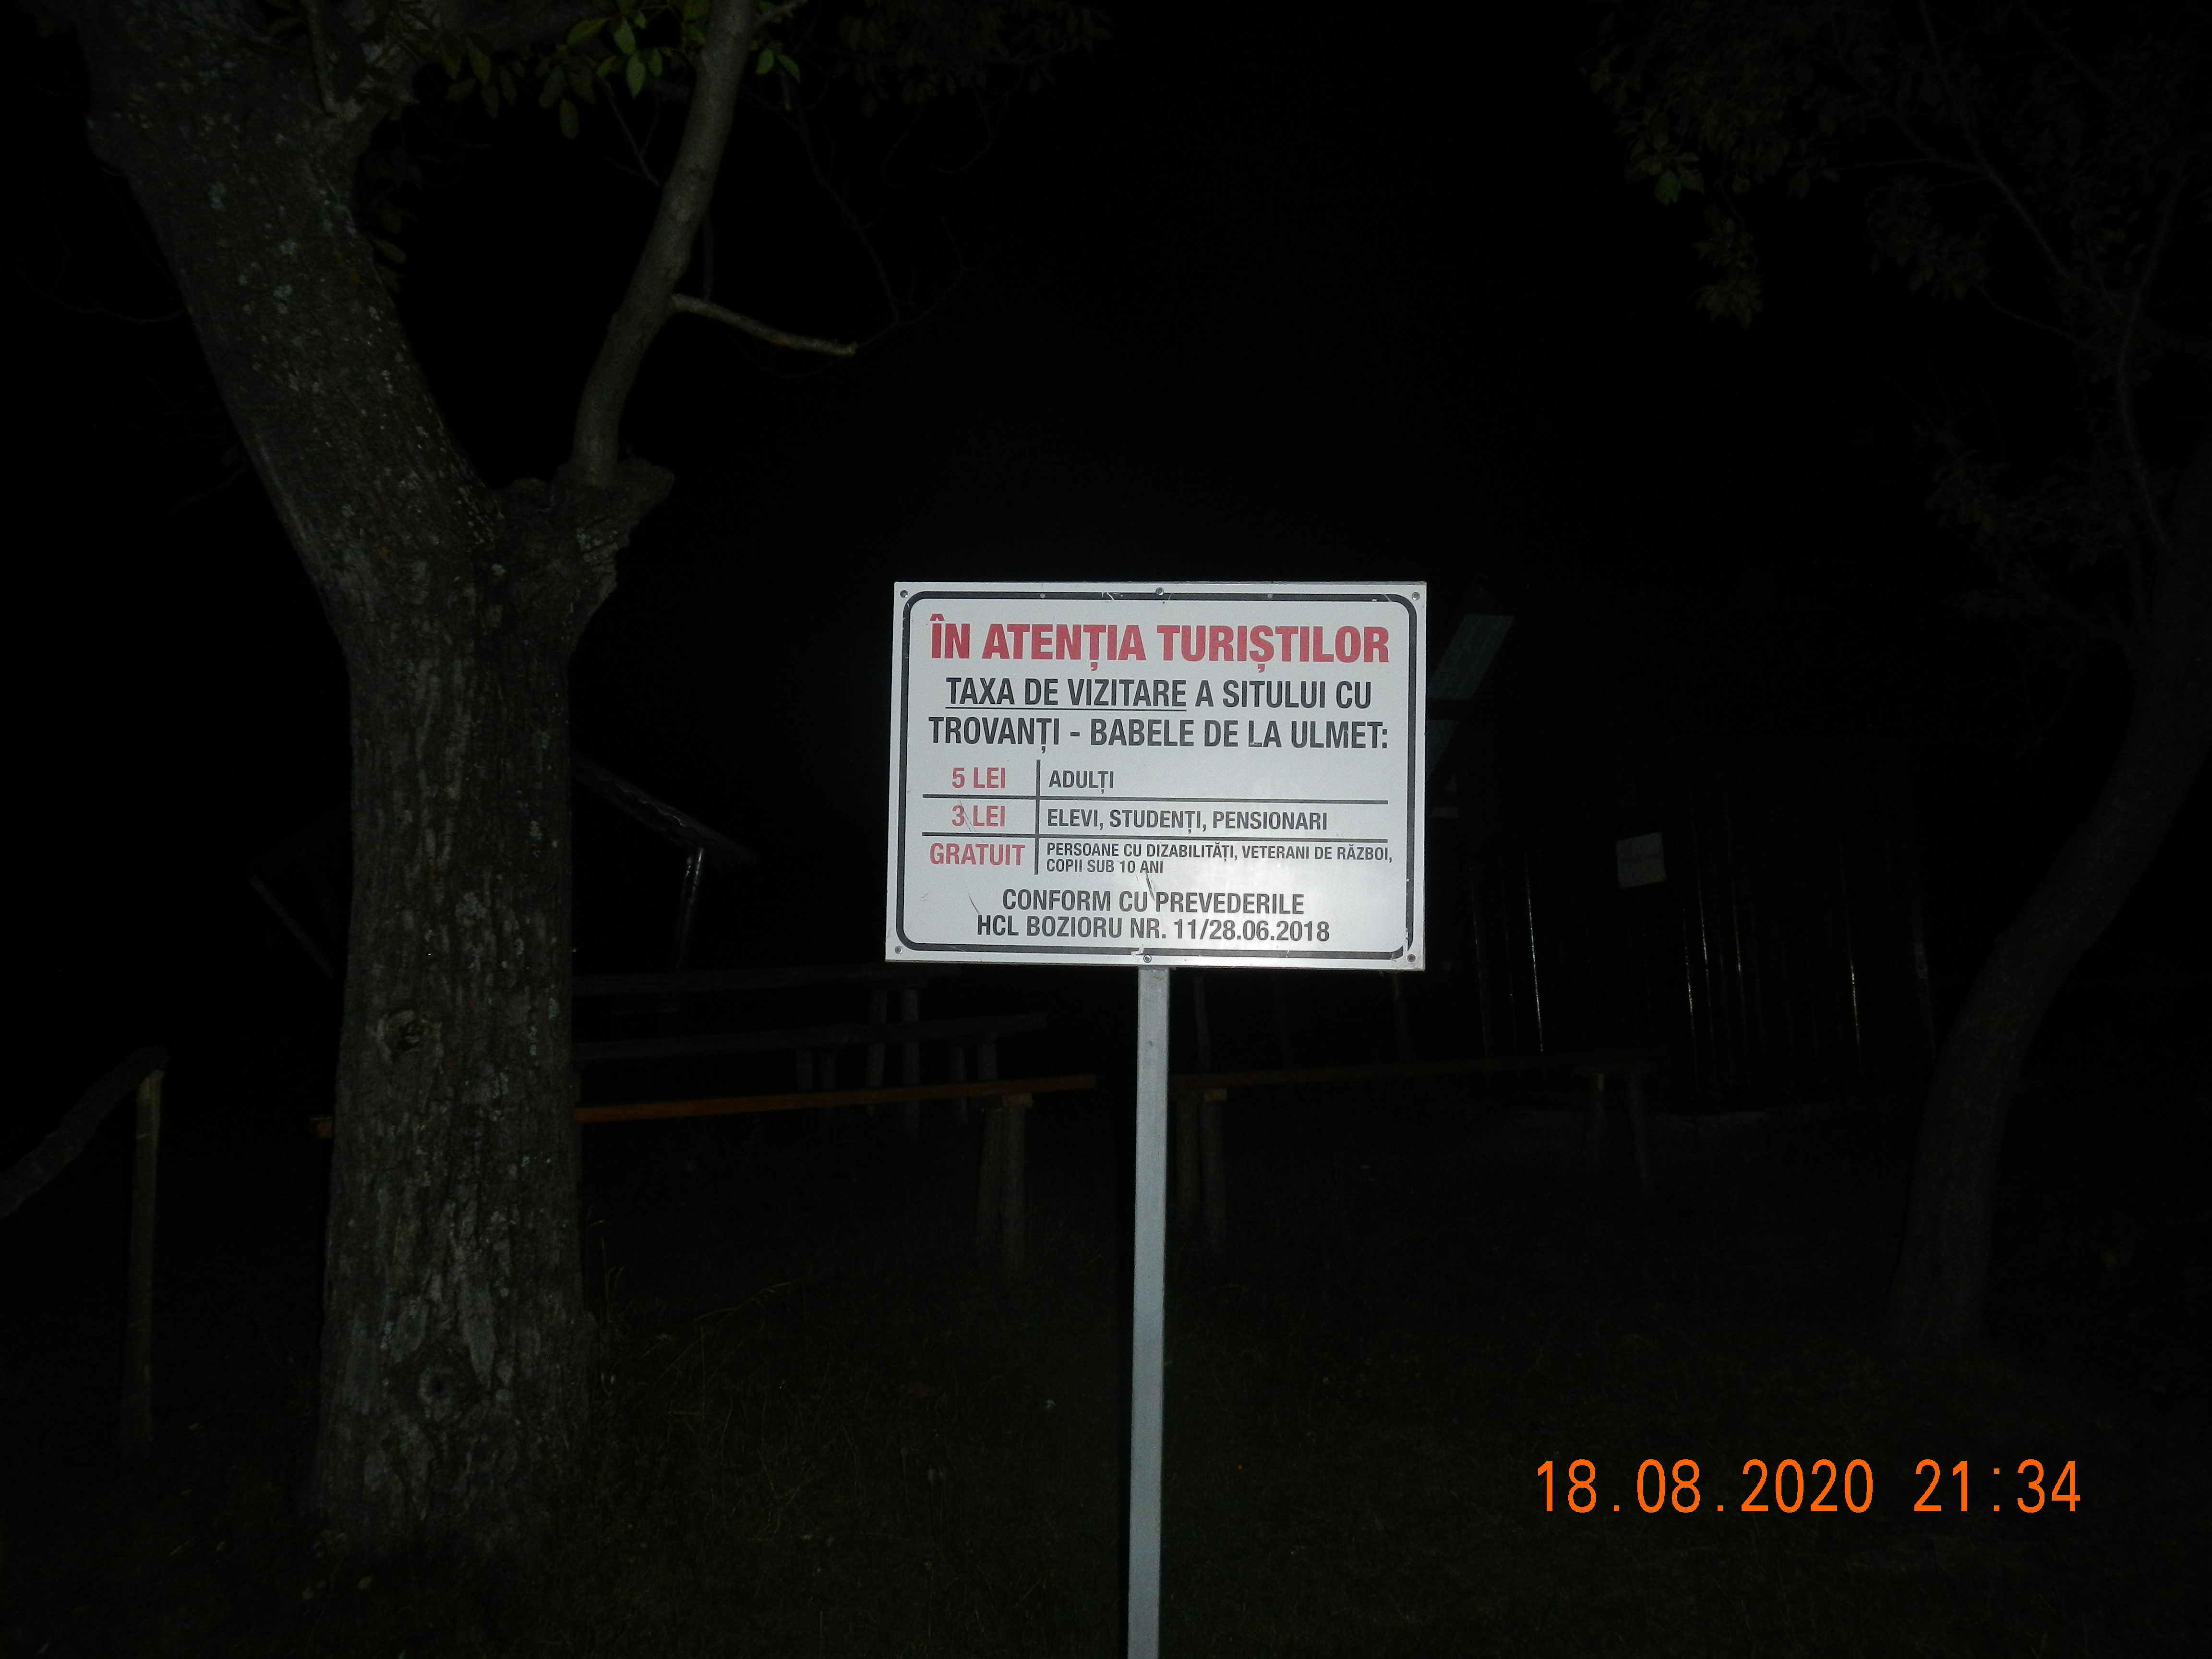 ÎN ATENȚIA TURIȘTILOR
TAXA DE VIZITARE A SITULUI CU
TROVANȚI - BABELE DE LA ULMET:
5 LEI ADULȚI
3 LEI ELEVI, STUDENȚI, PENSIONARI
GRATUIT PERSOANE CU DIZABILITĂȚI, VETERANI DE RĂZBOI,
COPII SUB 10 ANI
CONFORM CU PREVEDERILE
HCL BOZIORU NR. 11/28.06.2018
18.08.2020 21:34